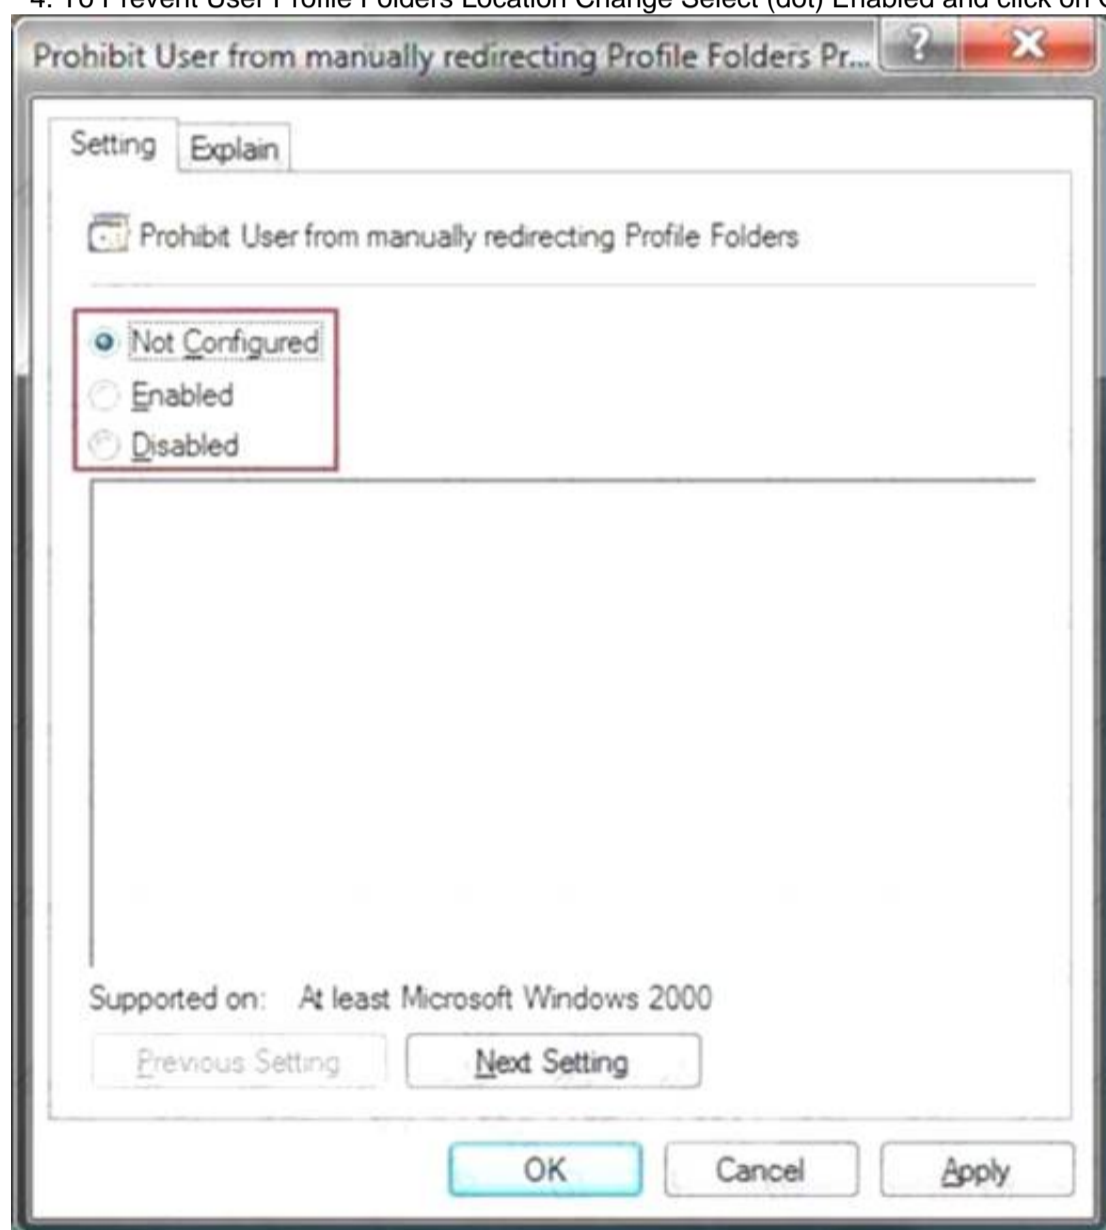 4. To Prevent User Profile Folders Location Change Select (dot) Enabled and click on
Prohibit User from manually redirecting Profile Folders Pr...
Setting Explain
Prohibit User from manually redirecting Profile Folders
Not Configured
Enabled
Disabled
Supported on: At least Microsoft Windows 2000
Previous Setting Next Setting
OK Cancel Apply